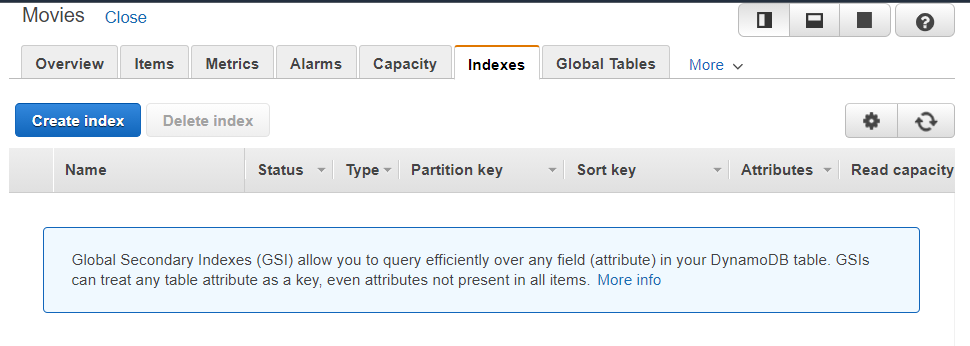 Movies Close
Overview Items Metrics Alarms Capacity Indexes Global Tables More
Create index Delete index
Name Status Type Partition key Sort key Attributes Read capacity
Global Secondary Indexes (GSI) allow you to query efficiently over any field (attribute) in your DynamoDB table. GSIs
can treat any table attribute as a key, even attributes not present in all items. More info